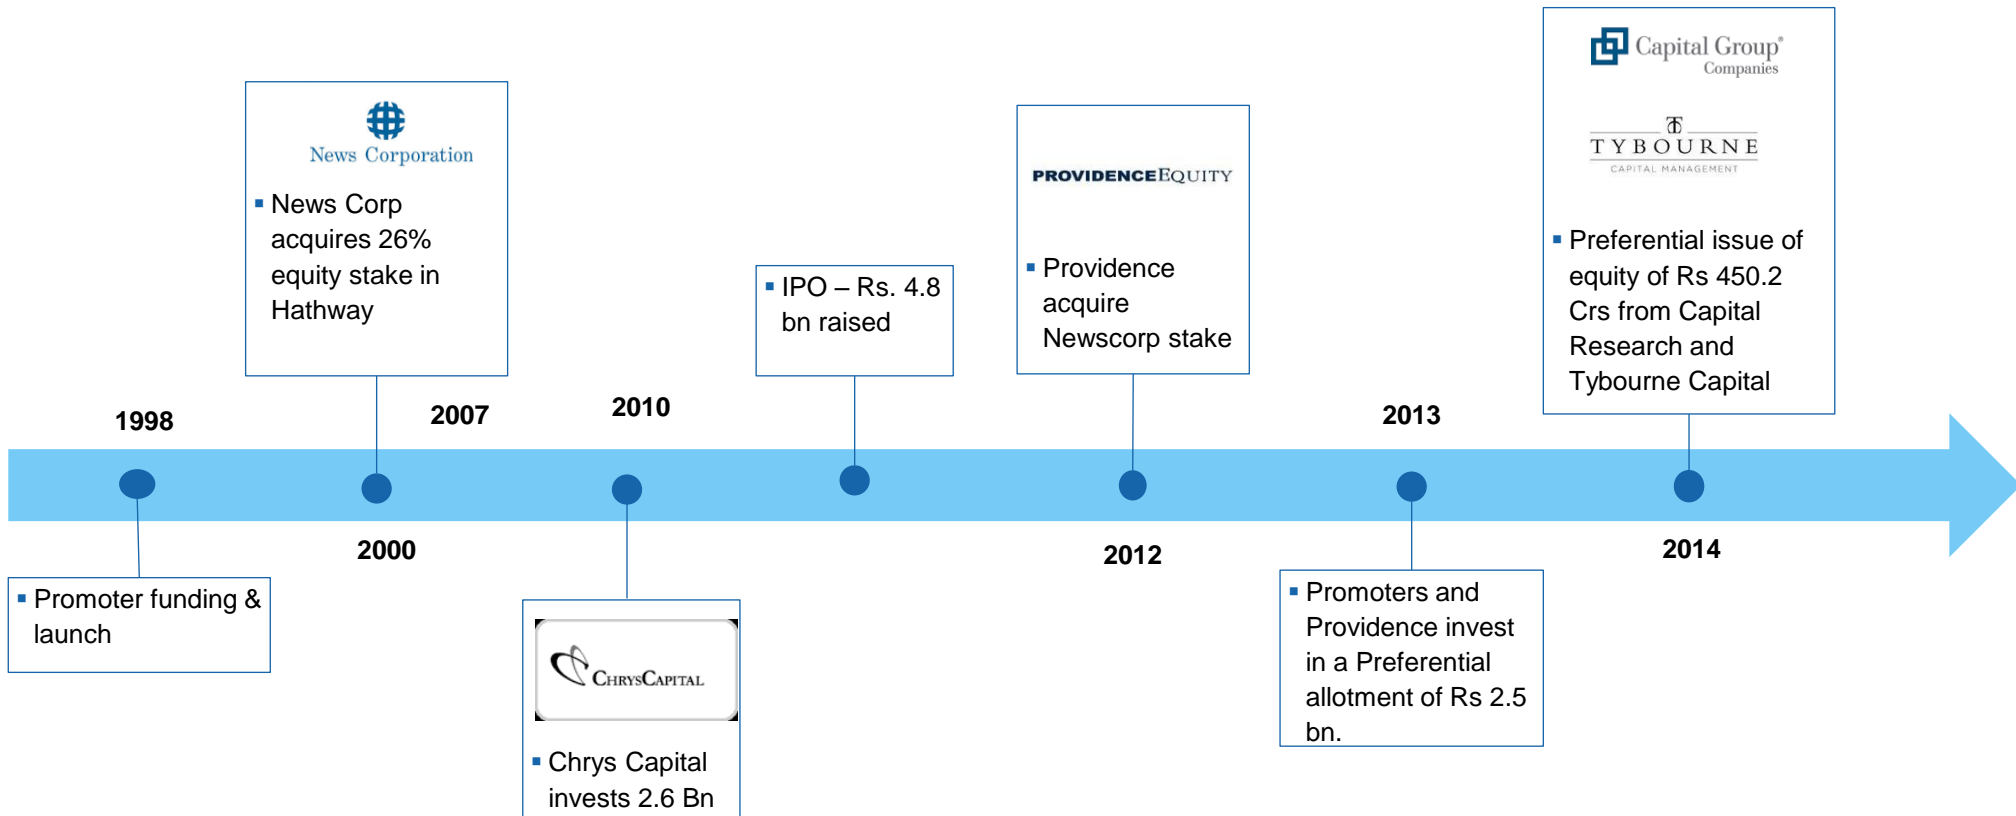 1998
▪ Promoter funding &
launch
News Corporation
▪ News Corp
acquires 26%
equity stake in
Hathway
2000
2007
CHRYSCAPITAL
▪ Chrys Capital
invests 2.6 Bn
2010
▪ IPO – Rs. 4.8
bn raised
PROVIDENCEEQUITY
▪ Providence
acquire
Newscorp stake
2012
2013
▪ Promoters and
Providence invest
in a Preferential
allotment of Rs 2.5
bn.
Capital Group®
Companies
TYBOURNE
CAPITAL MANAGEMENT
▪ Preferential issue of
equity of Rs 450.2
Crs from Capital
Research and
Tybourne Capital
2014